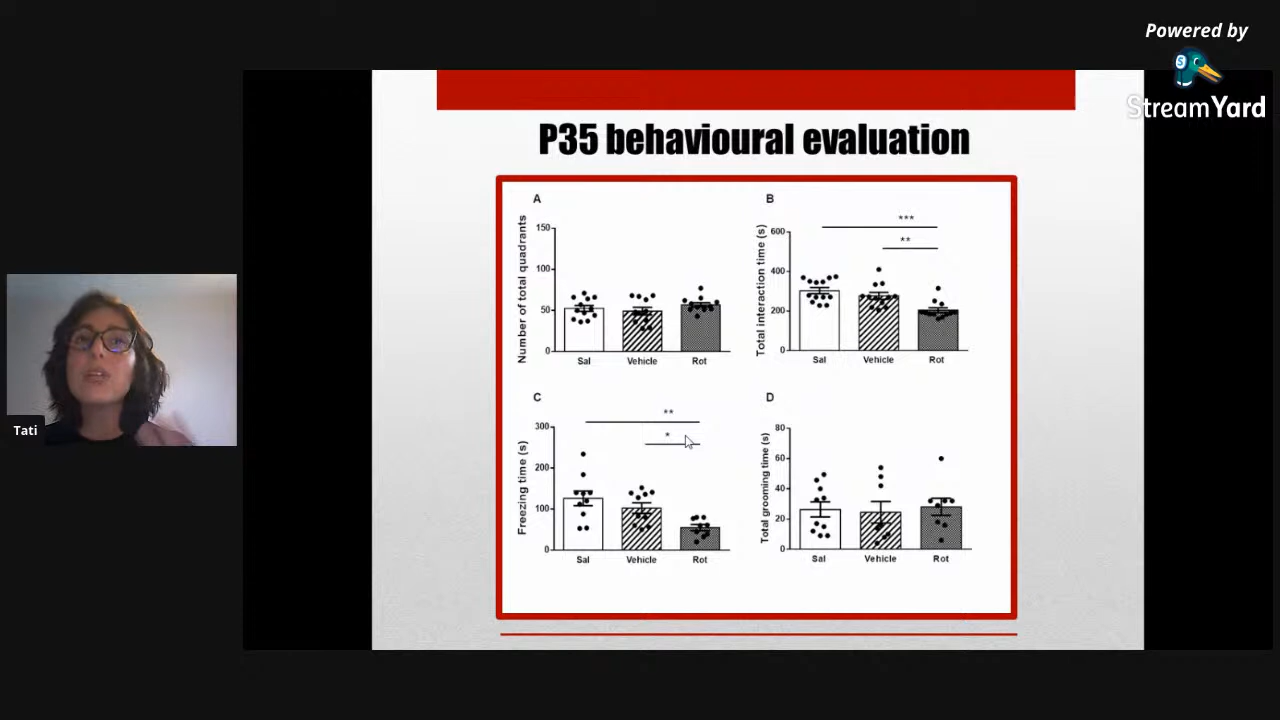 Powered by
StreamYard
P35 behavioural evaluation
A
Number of total quadrants
150
100
50
0
Sal Vehicle Rot
B
Total interaction time (s)
600
400
200
0
***
**
Sal Vehicle Rot
C
Freezing time (s)
300
200
100
0
**
*
Sal Vehicle Rot
D
Total grooming time (s)
80
60
40
20
0
Sal Vehicle Rot
Tati